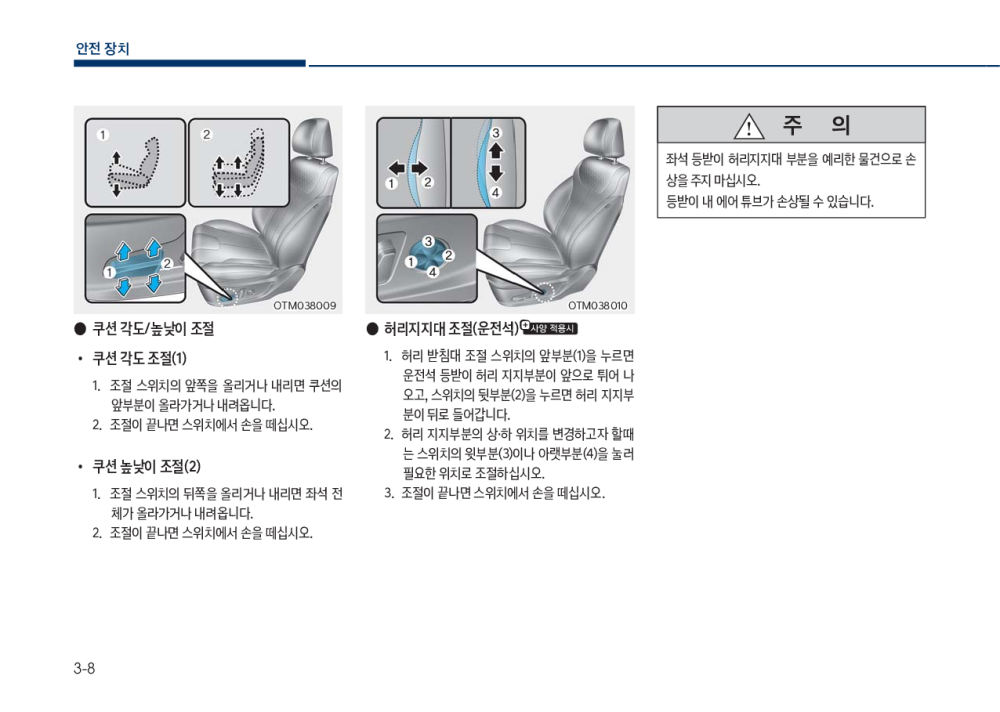 안전 장치
1
2
1
2
OTM038009
● 쿠션 각도/높낮이 조절
• 쿠션 각도 조절(1)
1. 조절 스위치의 앞쪽을 올리거나 내리면 쿠션의
앞부분이 올라가거나 내려옵니다.
2. 조절이 끝나면 스위치에서 손을 떼십시오.
• 쿠션 높낮이 조절(2)
1. 조절 스위치의 뒤쪽을 올리거나 내리면 좌석 전
체가 올라가거나 내려옵니다.
2. 조절이 끝나면 스위치에서 손을 떼십시오.
1
2
3
4
3
1
2
4
OTM038010
● 허리지지대 조절(운전석) 사양 적용시
1. 허리 받침대 조절 스위치의 앞부분(1)을 누르면
운전석 등받이 허리 지지부분이 앞으로 튀어 나
오고, 스위치의 뒷부분(2)을 누르면 허리 지지부
분이 뒤로 들어갑니다.
2. 허리 지지부분의 상·하 위치를 변경하고자 할때
는 스위치의 윗부분(3)이나 아랫부분(4)을 눌러
필요한 위치로 조절하십시오.
3. 조절이 끝나면 스위치에서 손을 떼십시오.
주 의
좌석 등받이 허리지지대 부분을 예리한 물건으로 손
상을 주지 마십시오.
등받이 내 에어 튜브가 손상될 수 있습니다.
3-8